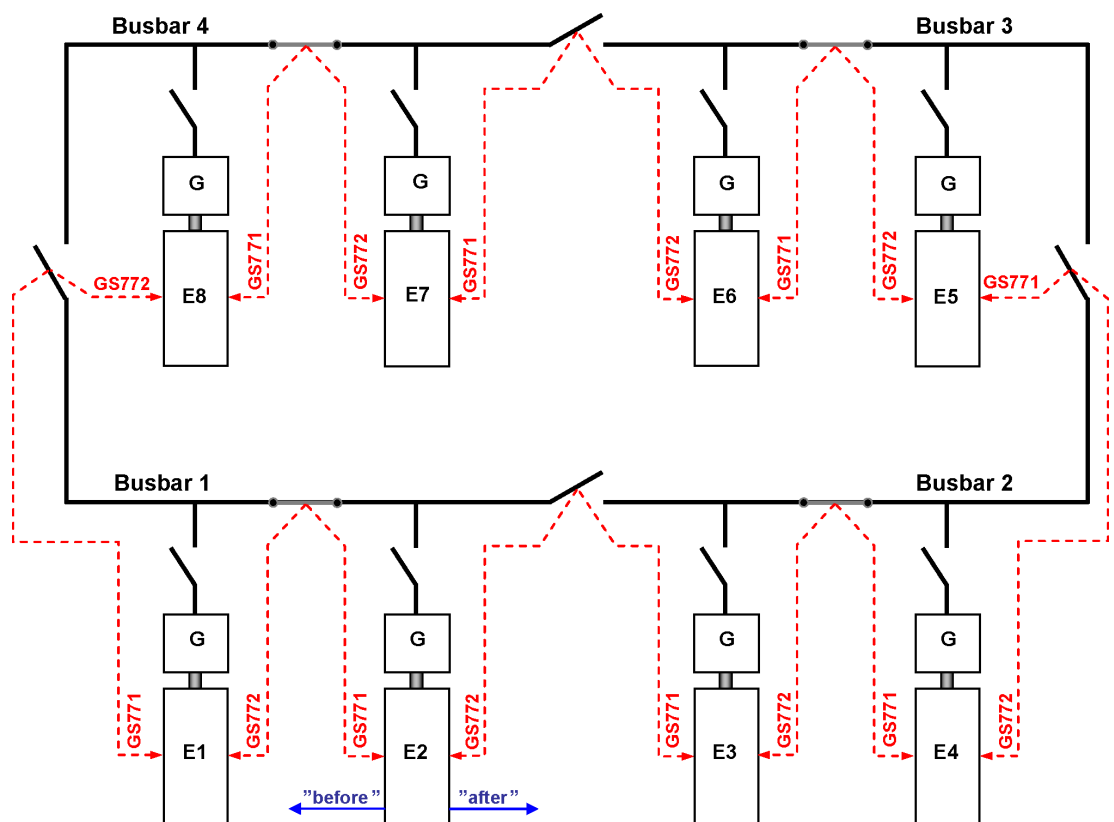 Busbar 4
Busbar 3
G
G
G
G
GS772
E8
GS771
GS772
E7
GS771
GS772
E6
GS771
GS772
E5
GS771
Busbar 1
Busbar 2
G
G
G
G
GS771
E1
GS772
GS771
E2
GS772
GS771
E3
GS772
GS771
E4
GS772
”before”
”after”